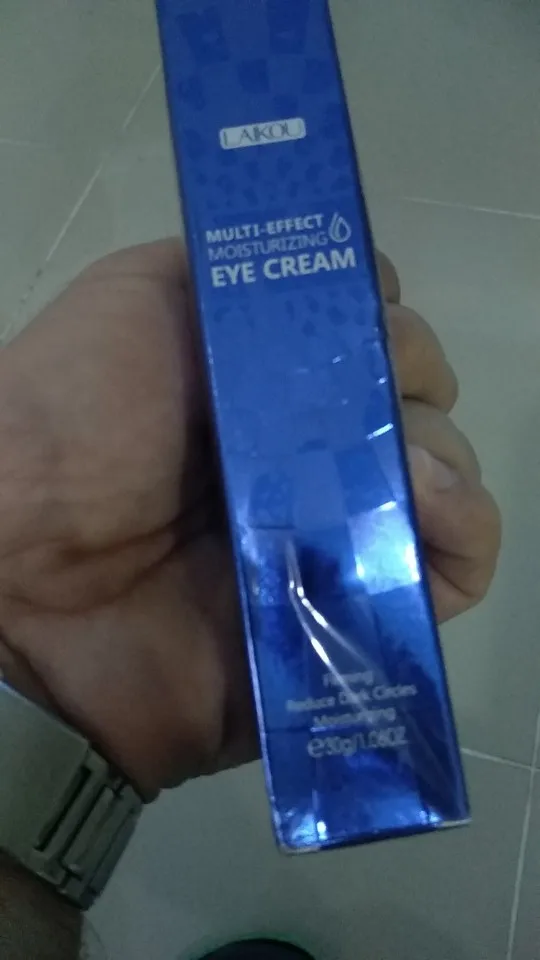 LAIKOU
MULTI-EFFECT
MOISTURIZING
EYE CREAM
Firming
Reduce Dark Circles
Moisturizing
℮30g/1.06OZ